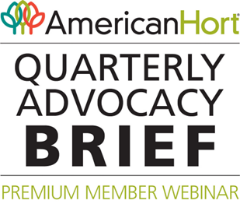 AmericanHort
QUARTERLY
ADVOCACY
BRIEF
PREMIUM MEMBER WEBINAR